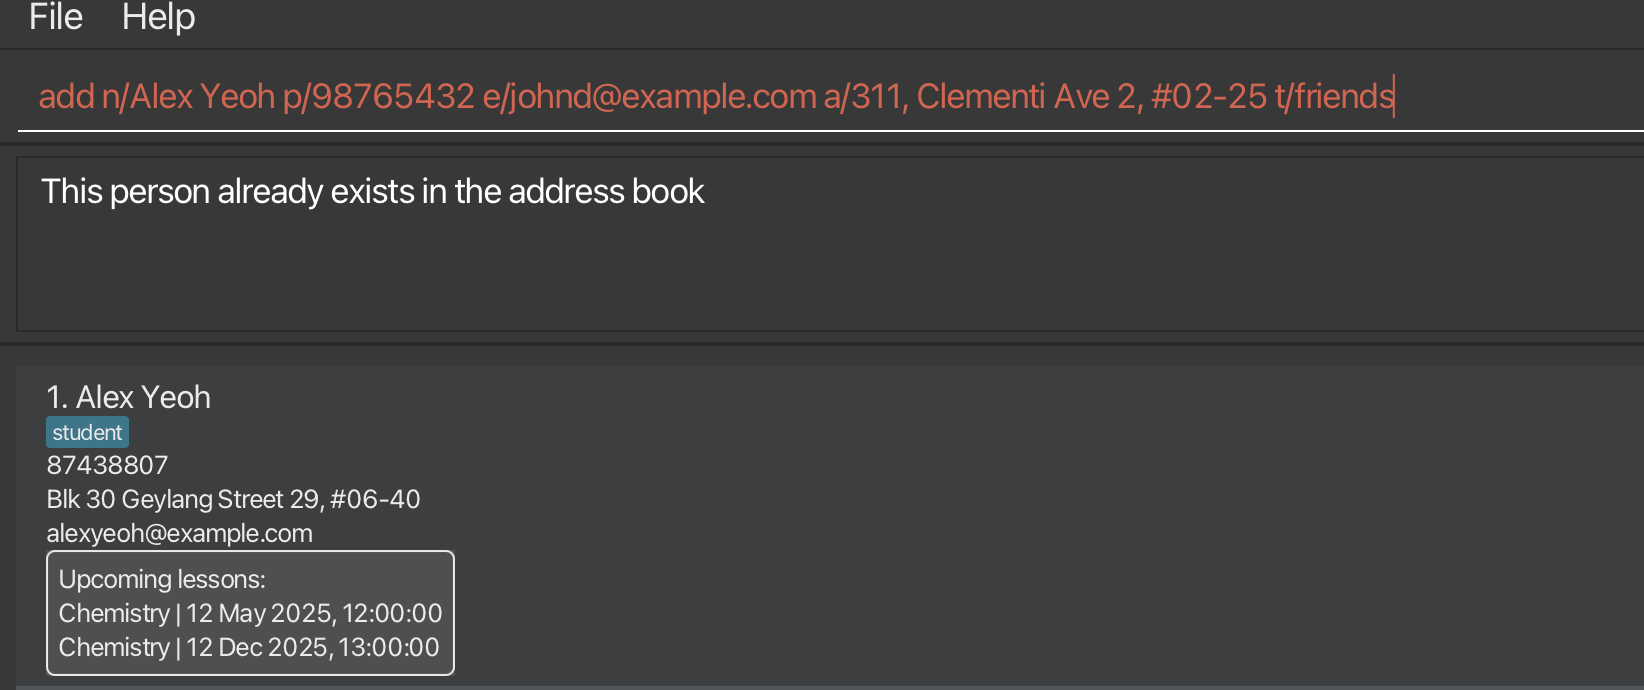 File Help
add n/Alex Yeoh p/98765432 e/johnd@example.com a/311, Clementi Ave 2, #02-25 t/friends
This person already exists in the address book
1. Alex Yeoh
student
87438807
Blk 30 Geylang Street 29, #06-40
alexyeoh@example.com
Upcoming lessons:
Chemistry | 12 May 2025, 12:00:00
Chemistry | 12 Dec 2025, 13:00:00